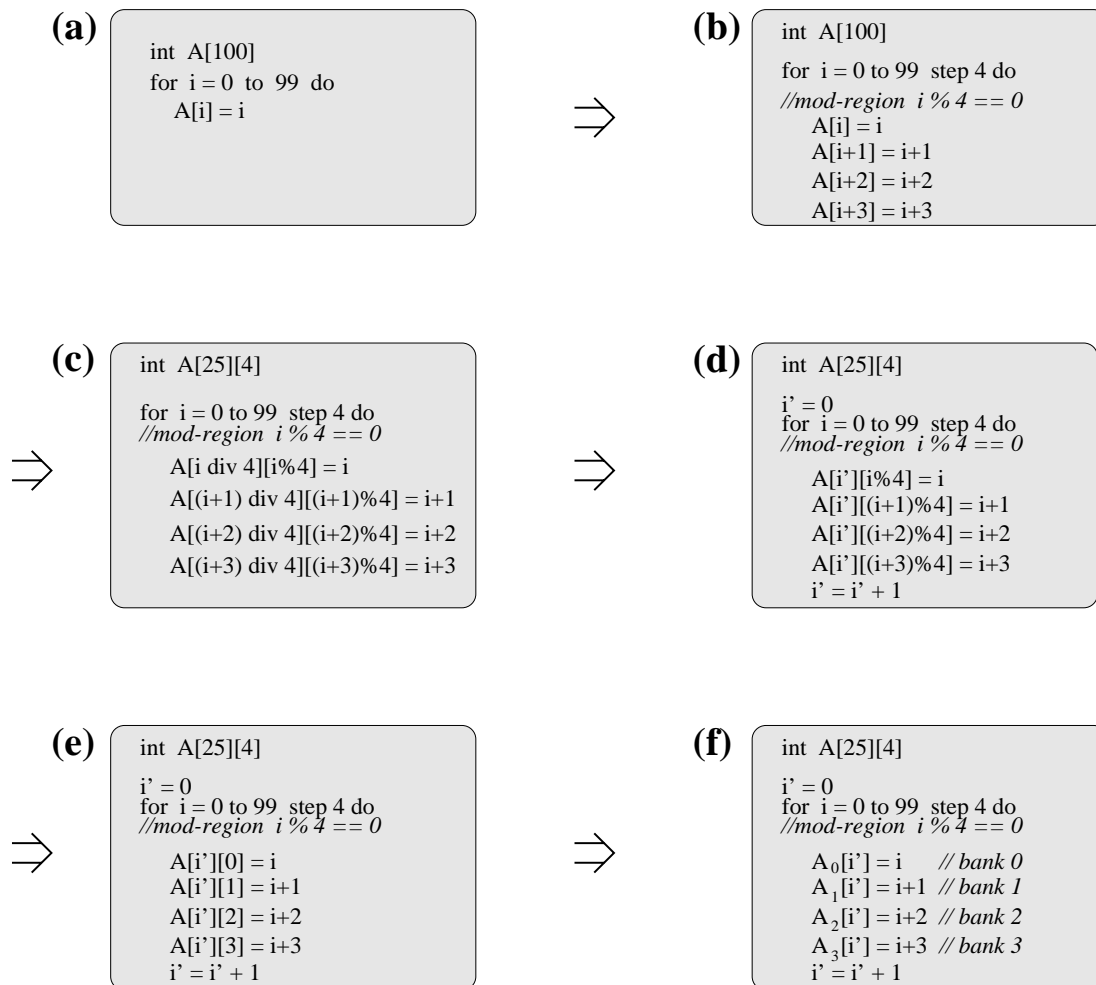 (a)
int A[100]
for i = 0 to 99 do
A[i] = i
(b)
int A[100]
for i = 0 to 99 step 4 do
//mod-region i % 4 == 0
A[i] = i
A[i+1] = i+1
A[i+2] = i+2
A[i+3] = i+3
(c)
int A[25][4]
for i = 0 to 99 step 4 do
//mod-region i % 4 == 0
A[i div 4][i%4] = i
A[(i+1) div 4][(i+1)%4] = i+1
A[(i+2) div 4][(i+2)%4] = i+2
A[(i+3) div 4][(i+3)%4] = i+3
(d)
int A[25][4]
i’ = 0
for i = 0 to 99 step 4 do
//mod-region i % 4 == 0
A[i’][i%4] = i
A[i’][(i+1)%4] = i+1
A[i’][(i+2)%4] = i+2
A[i’][(i+3)%4] = i+3
i’ = i’ + 1
(e)
int A[25][4]
i’ = 0
for i = 0 to 99 step 4 do
//mod-region i % 4 == 0
A[i’][0] = i
A[i’][1] = i+1
A[i’][2] = i+2
A[i’][3] = i+3
i’ = i’ + 1
(f)
int A[25][4]
i’ = 0
for i = 0 to 99 step 4 do
//mod-region i % 4 == 0
A₀[i’] = i // bank 0
A₁[i’] = i+1 // bank 1
A₂[i’] = i+2 // bank 2
A₃[i’] = i+3 // bank 3
i’ = i’ + 1